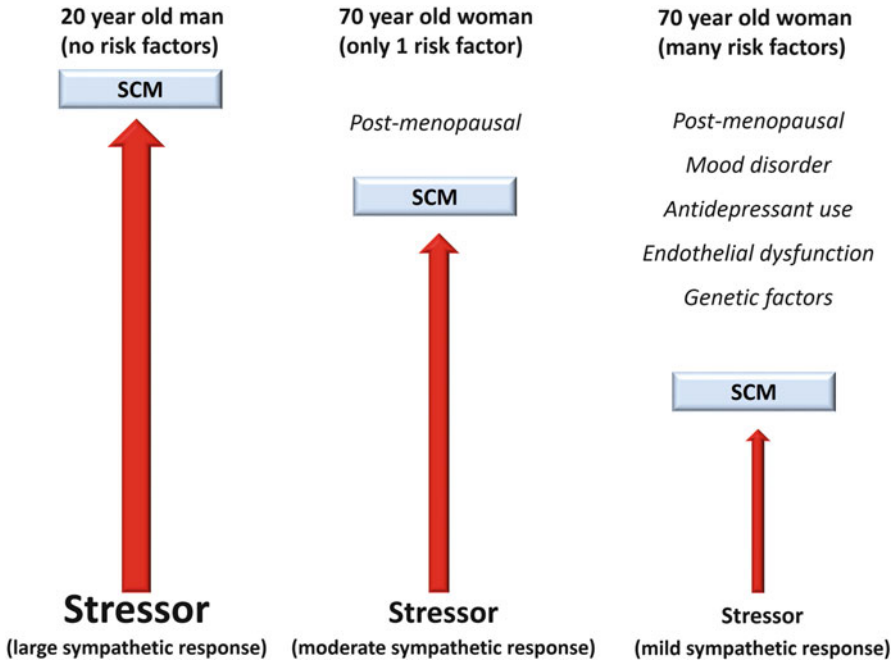 20 year old man
(no risk factors)
SCM
Stressor
(large sympathetic response)
70 year old woman
(only 1 risk factor)
Post-menopausal
SCM
Stressor
(moderate sympathetic response)
70 year old woman
(many risk factors)
Post-menopausal
Mood disorder
Antidepressant use
Endothelial dysfunction
Genetic factors
SCM
Stressor
(mild sympathetic response)